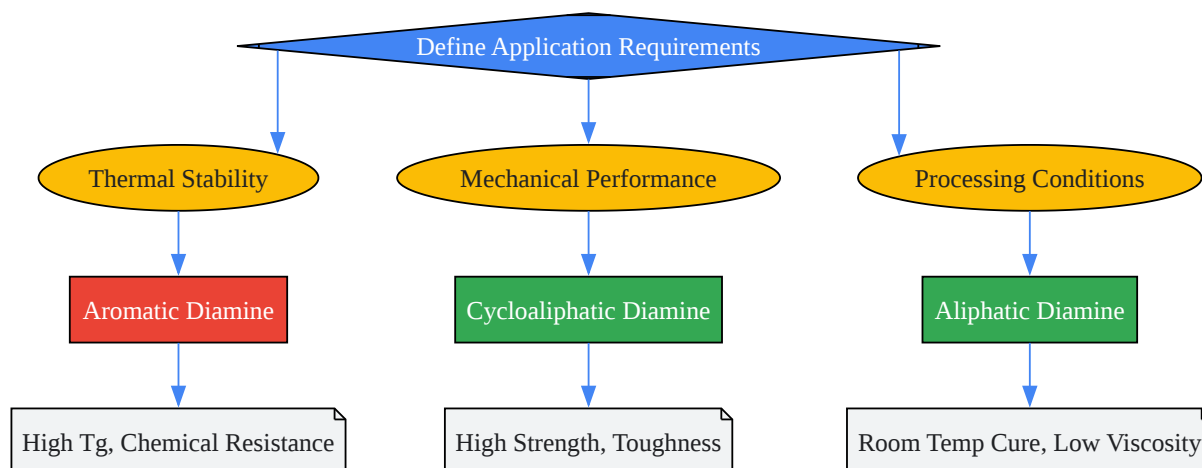 Define Application Requirements
Thermal Stability
Mechanical Performance
Processing Conditions
Aromatic Diamine
Cycloaliphatic Diamine
Aliphatic Diamine
High Tg, Chemical Resistance
High Strength, Toughness
Room Temp Cure, Low Viscosity